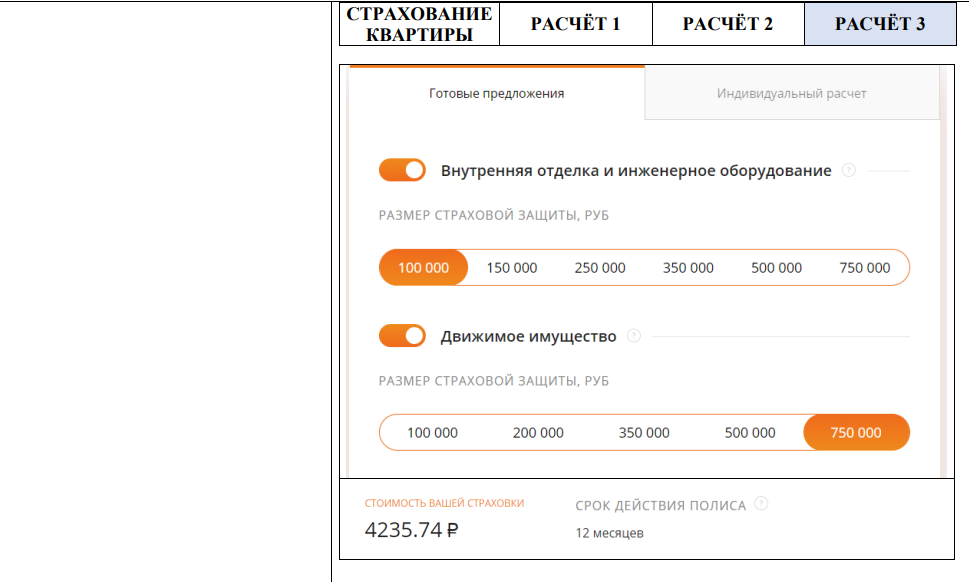 СТРАХОВАНИЕ КВАРТИРЫ РАСЧЁТ 1 РАСЧЁТ 2 РАСЧЁТ 3
Готовые предложения Индивидуальный расчет
Внутренняя отделка и инженерное оборудование ?
РАЗМЕР СТРАХОВОЙ ЗАЩИТЫ, РУБ
100 000 150 000 250 000 350 000 500 000 750 000
Движимое имущество ?
РАЗМЕР СТРАХОВОЙ ЗАЩИТЫ, РУБ
100 000 200 000 350 000 500 000 750 000
СТОИМОСТЬ ВАШЕЙ СТРАХОВКИ СРОК ДЕЙСТВИЯ ПОЛИСА ?
4235.74 ₽ 12 месяцев